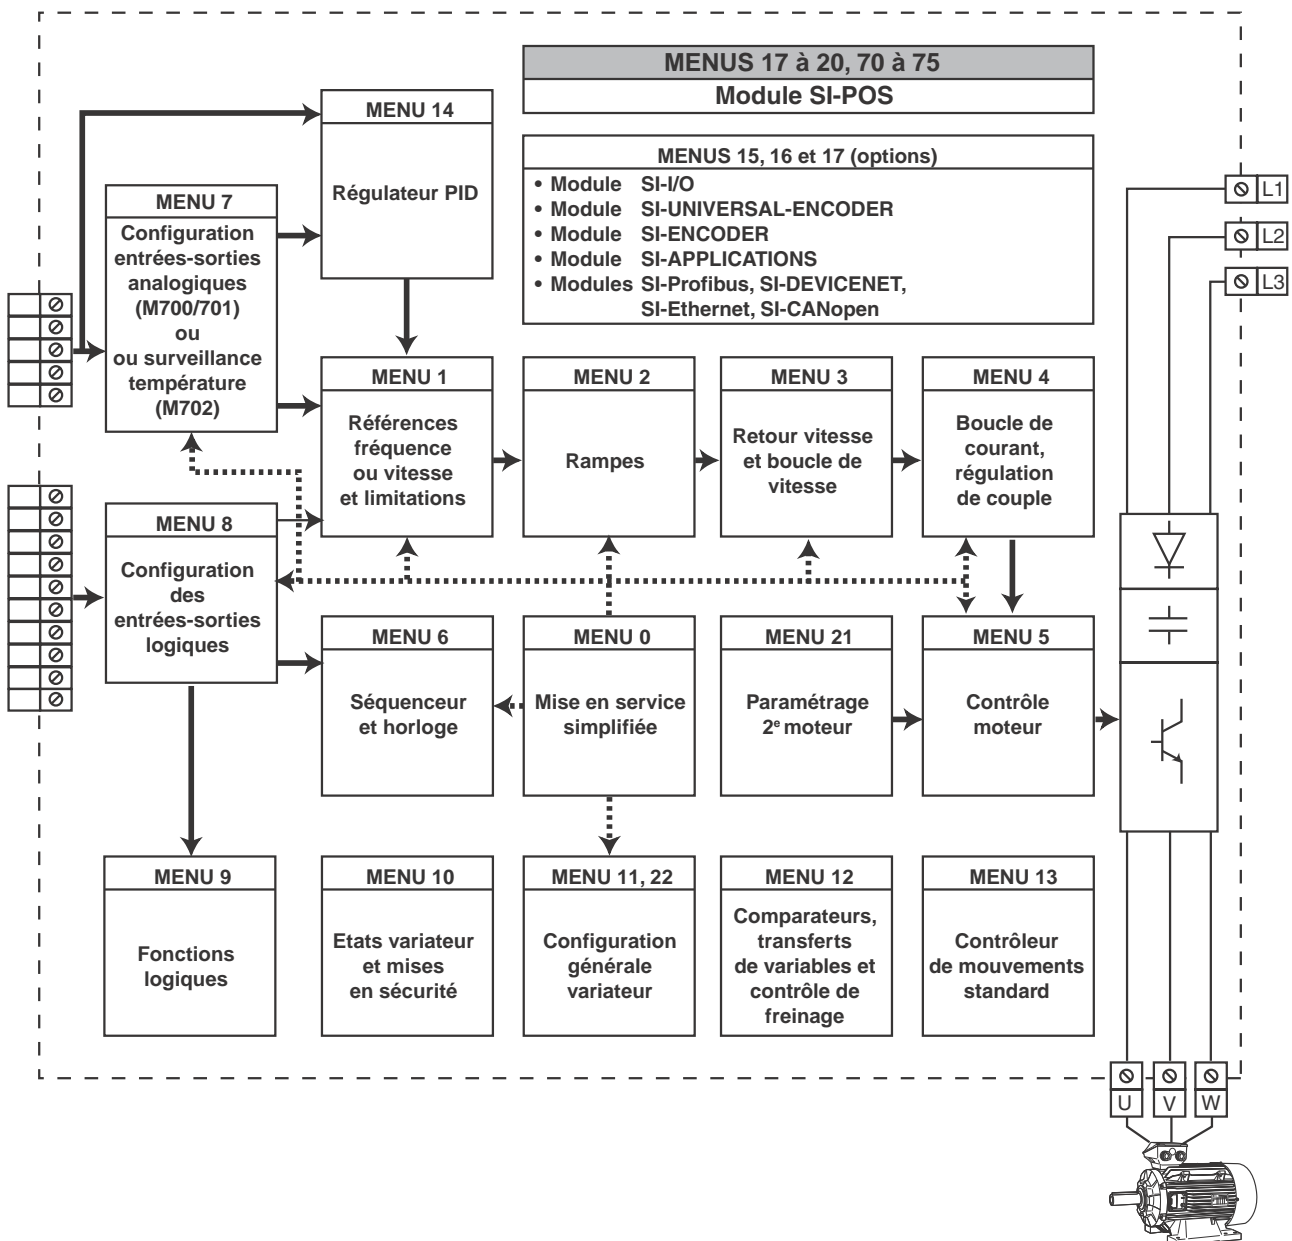 MENUS 17 à 20, 70 à 75
Module SI-POS
MENUS 15, 16 et 17 (options)
• Module SI-I/O
• Module SI-UNIVERSAL-ENCODER
• Module SI-ENCODER
• Module SI-APPLICATIONS
• Modules SI-Profibus, SI-DEVICENET,
SI-Ethernet, SI-CANopen
MENU 14
Régulateur PID
MENU 7
Configuration
entrées-sorties
analogiques
(M700/701)
ou
ou surveillance
température
(M702)
L1
L2
L3
MENU 1
Références
fréquence
ou vitesse
et limitations
MENU 2
Rampes
MENU 3
Retour vitesse
et boucle de
vitesse
MENU 4
Boucle de
courant,
régulation
de couple
MENU 8
Configuration
des
entrées-sorties
logiques
MENU 6
Séquenceur
et horloge
MENU 0
Mise en service
simplifiée
MENU 21
Paramétrage
2e moteur
MENU 5
Contrôle
moteur
MENU 9
Fonctions
logiques
MENU 10
Etats variateur
et mises
en sécurité
MENU 11, 22
Configuration
générale
variateur
MENU 12
Comparateurs,
transferts
de variables et
contrôle de
freinage
MENU 13
Contrôleur
de mouvements
standard
U
V
W